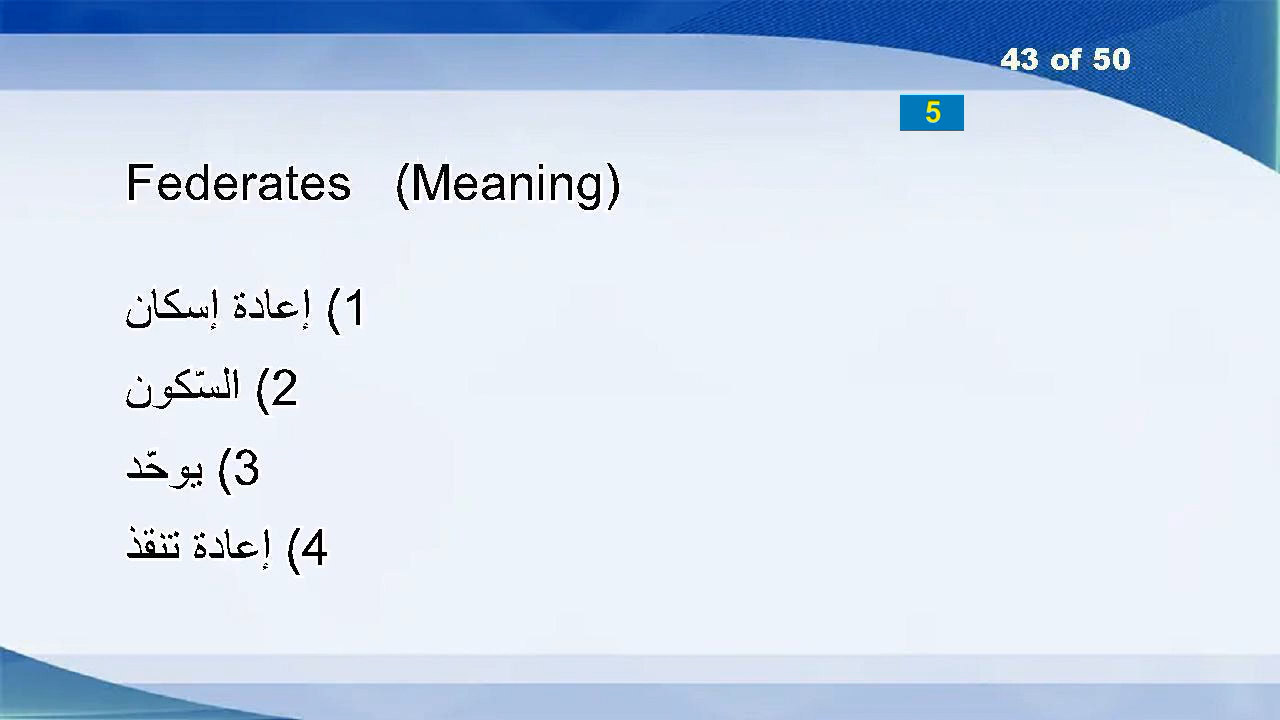 43 of 50
5
Federates (Meaning)
1) إعادة إسكان
2) السّكون
3) يوحّد
4) إعادة تنقذ